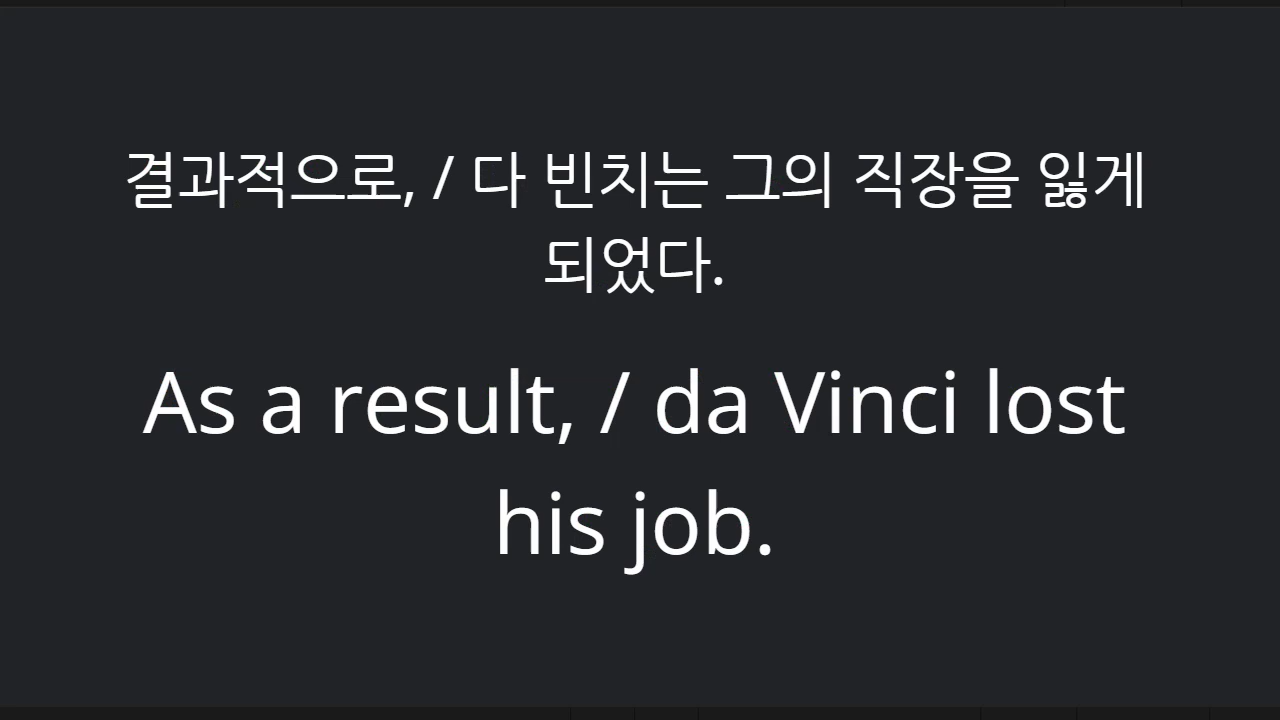 결과적으로, / 다 빈치는 그의 직장을 잃게
되었다.
As a result, / da Vinci lost
his job.